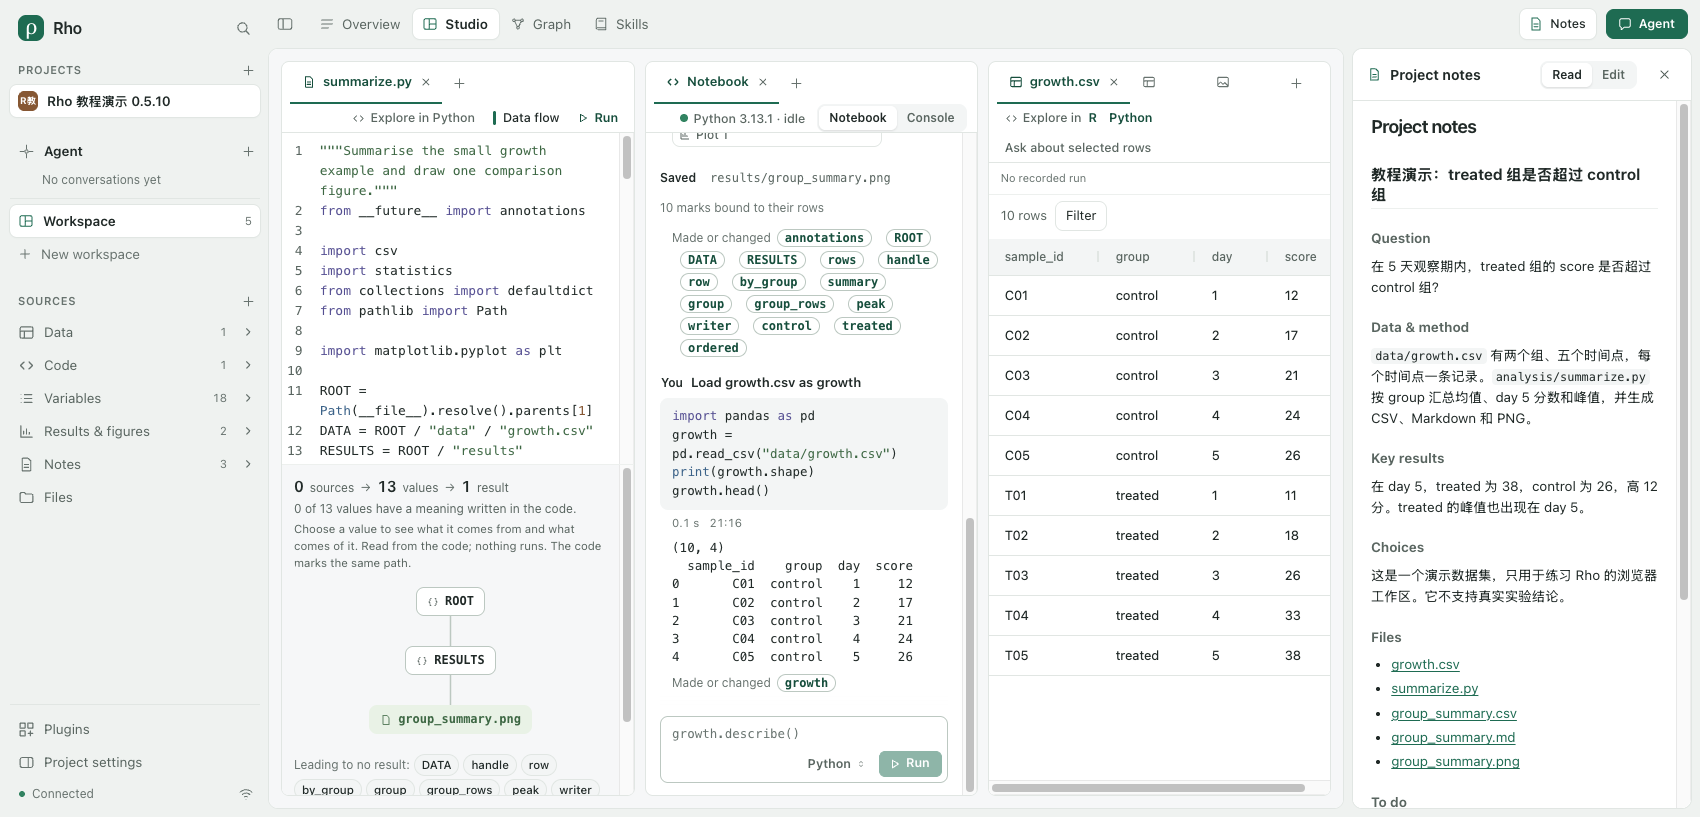 ρ Rho
PROJECTS
R教 Rho 教程演示 0.5.10
Agent
No conversations yet
Workspace 5
New workspace
SOURCES
Data 1
Code 1
Variables 18
Results & figures 2
Notes 3
Files
Plugins
Project settings
Connected
Overview Studio Graph Skills
Notes Agent
summarize.py
Explore in Python Data flow Run
1 """Summarise the small growth
example and draw one comparison
figure."""
2 from __future__ import annotations
3
4 import csv
5 import statistics
6 from collections import defaultdict
7 from pathlib import Path
8
9 import matplotlib.pyplot as plt
10
11 ROOT =
Path(__file__).resolve().parents[1]
12 DATA = ROOT / "data" / "growth.csv"
13 RESULTS = ROOT / "results"
0 sources → 13 values → 1 result
0 of 13 values have a meaning written in the code.
Choose a value to see what it comes from and what
comes of it. Read from the code; nothing runs. The code
marks the same path.
{} ROOT
{} RESULTS
group_summary.png
Leading to no result: DATA handle row
by_group group group_rows peak writer
Notebook
Python 3.13.1 · idle Notebook Console
Plot 1
Saved results/group_summary.png
10 marks bound to their rows
Made or changed annotations ROOT
DATA RESULTS rows handle
row by_group summary
group group_rows peak
writer control treated
ordered
You Load growth.csv as growth
import pandas as pd
growth =
pd.read_csv("data/growth.csv")
print(growth.shape)
growth.head()
0.1 s 21:16
(10, 4)
sample_id group day score
0 C01 control 1 12
1 C02 control 2 17
2 C03 control 3 21
3 C04 control 4 24
4 C05 control 5 26
Made or changed growth
growth.describe()
Python Run
growth.csv
Explore in R Python
Ask about selected rows
No recorded run
10 rows Filter
sample_id group day score
C01 control 1 12
C02 control 2 17
C03 control 3 21
C04 control 4 24
C05 control 5 26
T01 treated 1 11
T02 treated 2 18
T03 treated 3 26
T04 treated 4 33
T05 treated 5 38
Project notes Read Edit
Project notes
教程演示：treated 组是否超过 control
组
Question
在 5 天观察期内，treated 组的 score 是否超过
control 组?
Data & method
data/growth.csv 有两个组、五个时间点，每
个时间点一条记录。analysis/summarize.py
按 group 汇总均值、day 5 分数和峰值，并生成
CSV、Markdown 和 PNG。
Key results
在 day 5，treated 为 38，control 为 26，高 12
分。treated 的峰值也出现在 day 5。
Choices
这是一个演示数据集，只用于练习 Rho 的浏览器
工作区。它不支持真实实验结论。
Files
growth.csv
summarize.py
group_summary.csv
group_summary.md
group_summary.png
To do